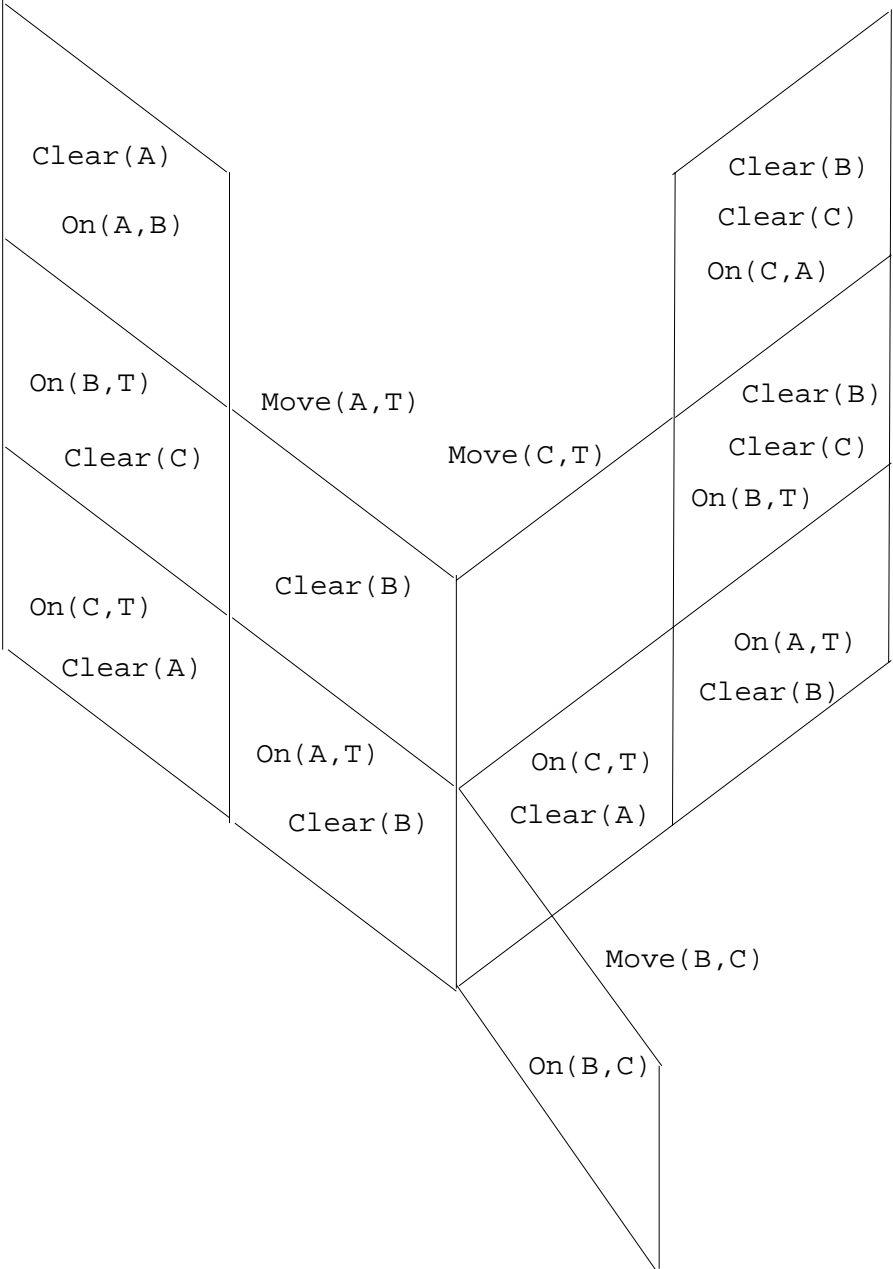 Clear(A)
On(A,B)
On(B,T)
Clear(C)
On(C,T)
Clear(A)
Move(A,T)
Clear(B)
On(A,T)
Clear(B)
Move(C,T)
On(C,T)
Clear(A)
Clear(B)
Clear(C)
On(C,A)
Clear(B)
Clear(C)
On(B,T)
On(A,T)
Clear(B)
Move(B,C)
On(B,C)